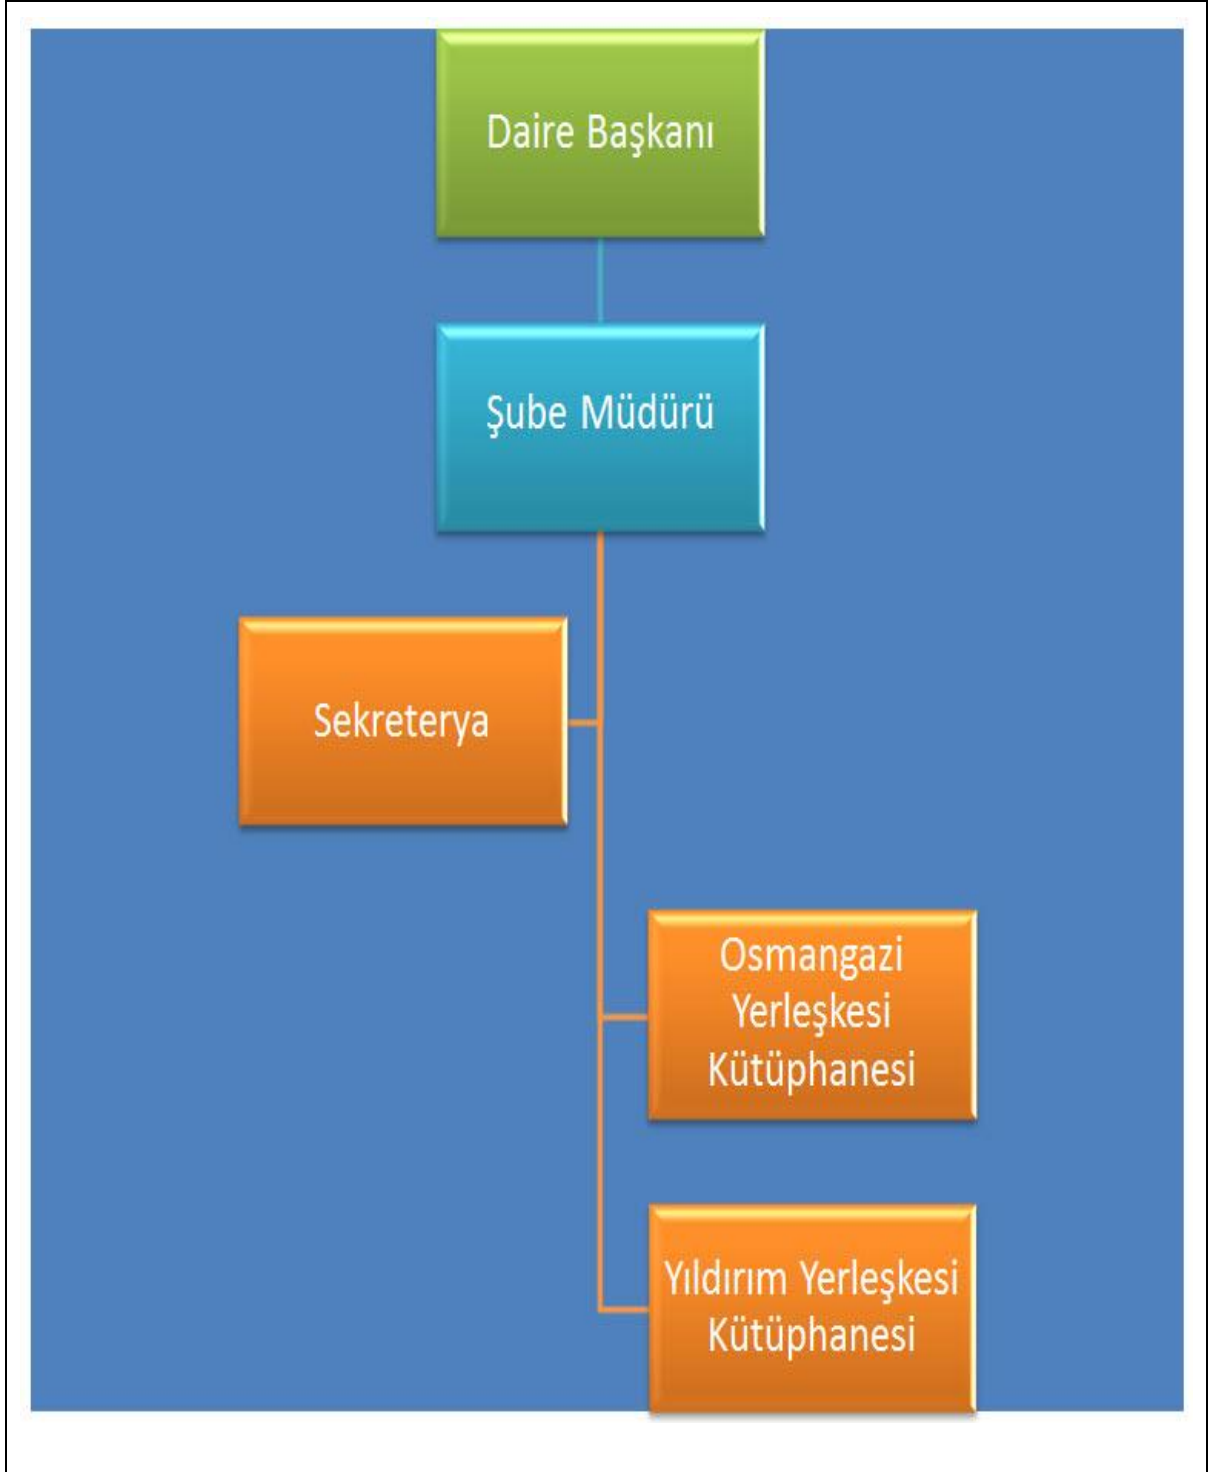 Daire Başkanı
Şube Müdürü
Sekreterya
Osmangazi
Yerleşkesi
Kütüphanesi
Yıldırım Yerleşkesi
Kütüphanesi